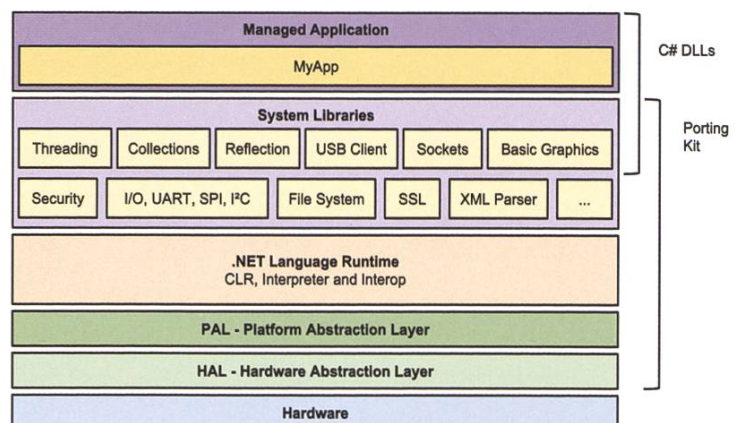 Managed Application
MyApp
C# DLLs
System Libraries
Threading
Collections
Reflection
USB Client
Sockets
Basic Graphics
Porting
Kit
Security
I/O, UART, SPI, I²C
File System
SSL
XML Parser
...
.NET Language Runtime
CLR, Interpreter and Interop
PAL - Platform Abstraction Layer
HAL - Hardware Abstraction Layer
Hardware